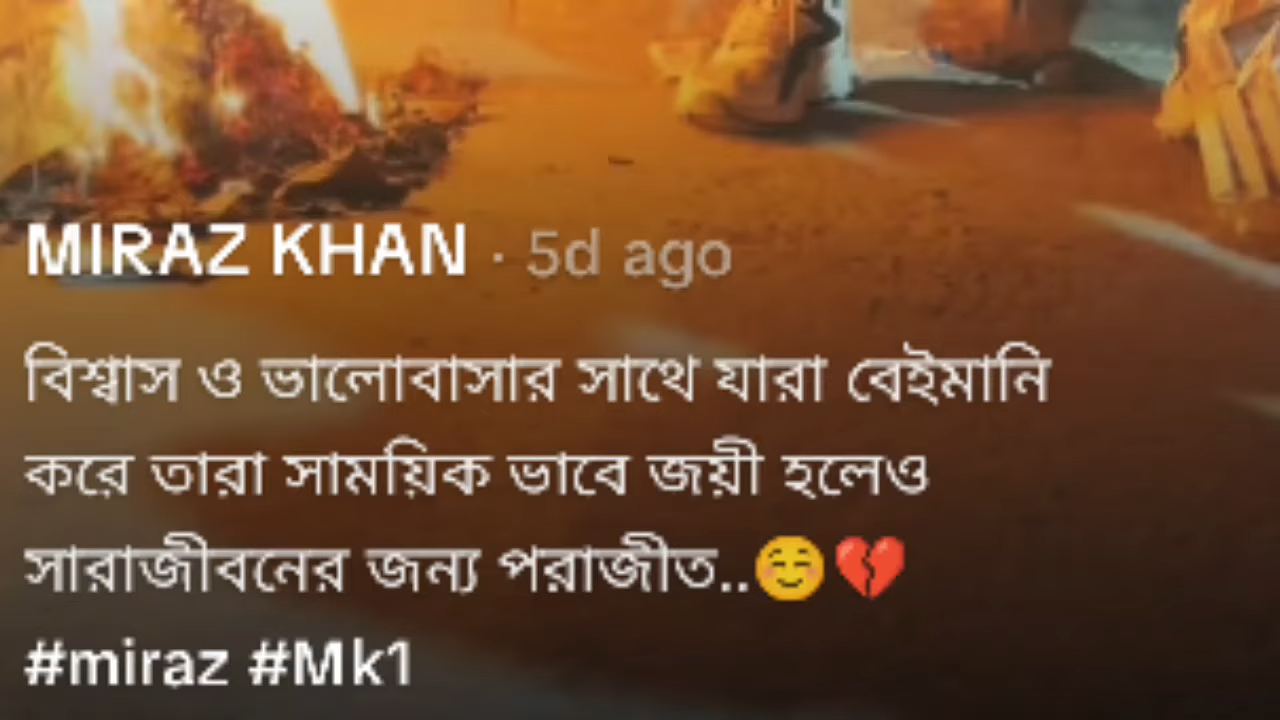 MIRAZ KHAN · 5d ago
বিশ্বাস ও ভালোবাসার সাথে যারা বেইমানি
করে তারা সাময়িক ভাবে জয়ী হলেও
সারাজীবনের জন্য পরাজীত..☺️💔
#miraz #Mk1